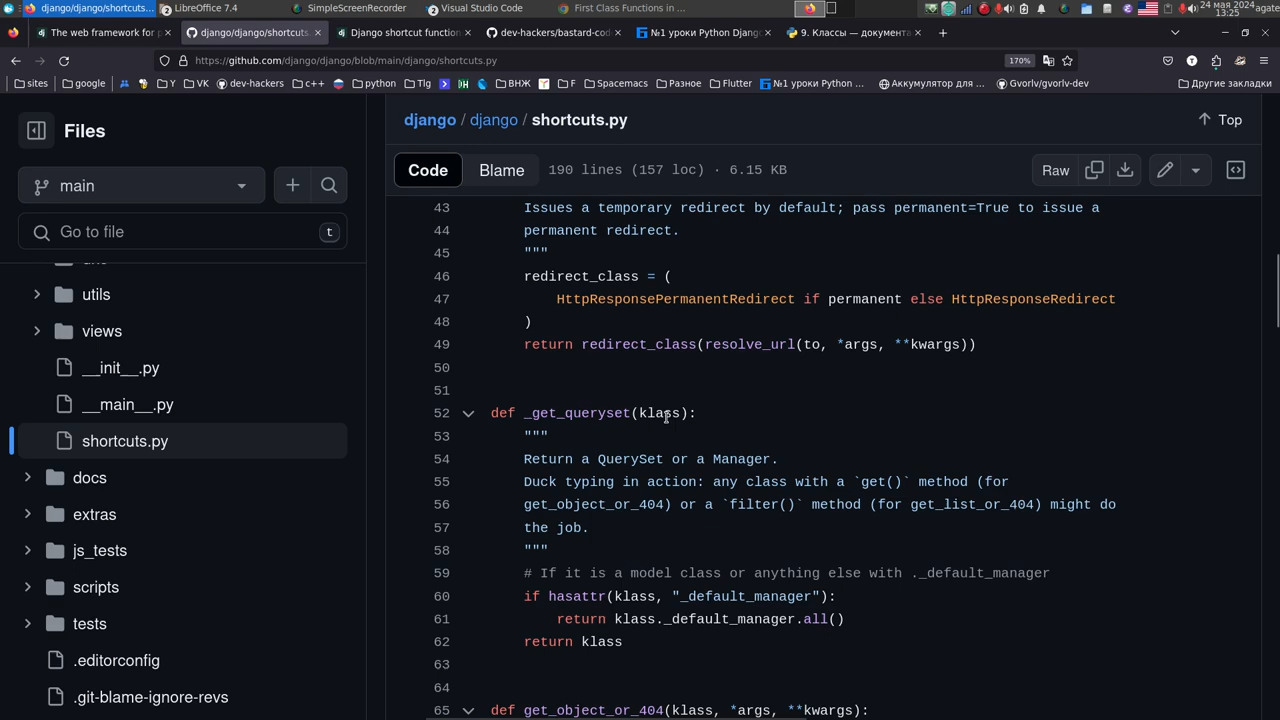 django/django/shortcuts...
LibreOffice 7.4
SimpleScreenRecorder
2 Visual Studio Code
First Class Functions in ...
24 мая 2024
13:25
agate
The web framework for p
django/django/shortcuts.
Django shortcut function
dev-hackers/bastard-cod
№1 уроки Python Djang
9. Классы — документа
https://github.com/django/django/blob/main/django/shortcuts.py
170%
sites
google
Y
VK
dev-hackers
c++
python
Tlg
ВНЖ
F
Spacemacs
Разное
Flutter
№1 уроки Python ...
Аккумулятор для ...
Gvorlv/gvorlv-dev
Другие закладки
Files
main
Go to file
t
utils
views
__init__.py
__main__.py
shortcuts.py
docs
extras
js_tests
scripts
tests
.editorconfig
.git-blame-ignore-revs
django / django / shortcuts.py
Top
Code
Blame
190 lines (157 loc) · 6.15 KB
Raw
43 Issues a temporary redirect by default; pass permanent=True to issue a
44 permanent redirect.
45 """
46 redirect_class = (
47 HttpResponsePermanentRedirect if permanent else HttpResponseRedirect
48 )
49 return redirect_class(resolve_url(to, *args, **kwargs))
50
51
52 def _get_queryset(klass):
53 """
54 Return a QuerySet or a Manager.
55 Duck typing in action: any class with a `get()` method (for
56 get_object_or_404) or a `filter()` method (for get_list_or_404) might do
57 the job.
58 """
59 # If it is a model class or anything else with ._default_manager
60 if hasattr(klass, "_default_manager"):
61 return klass._default_manager.all()
62 return klass
63
64
65 def get_object_or_404(klass, *args, **kwargs):